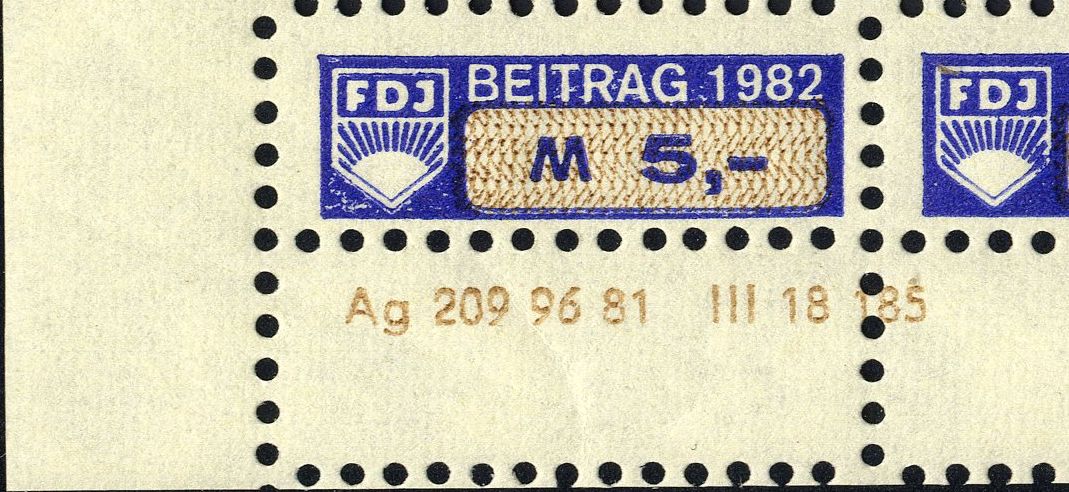 FDJ BEITRAG 1982
M 5,-
FDJ
Ag 209 96 81 III 18 185